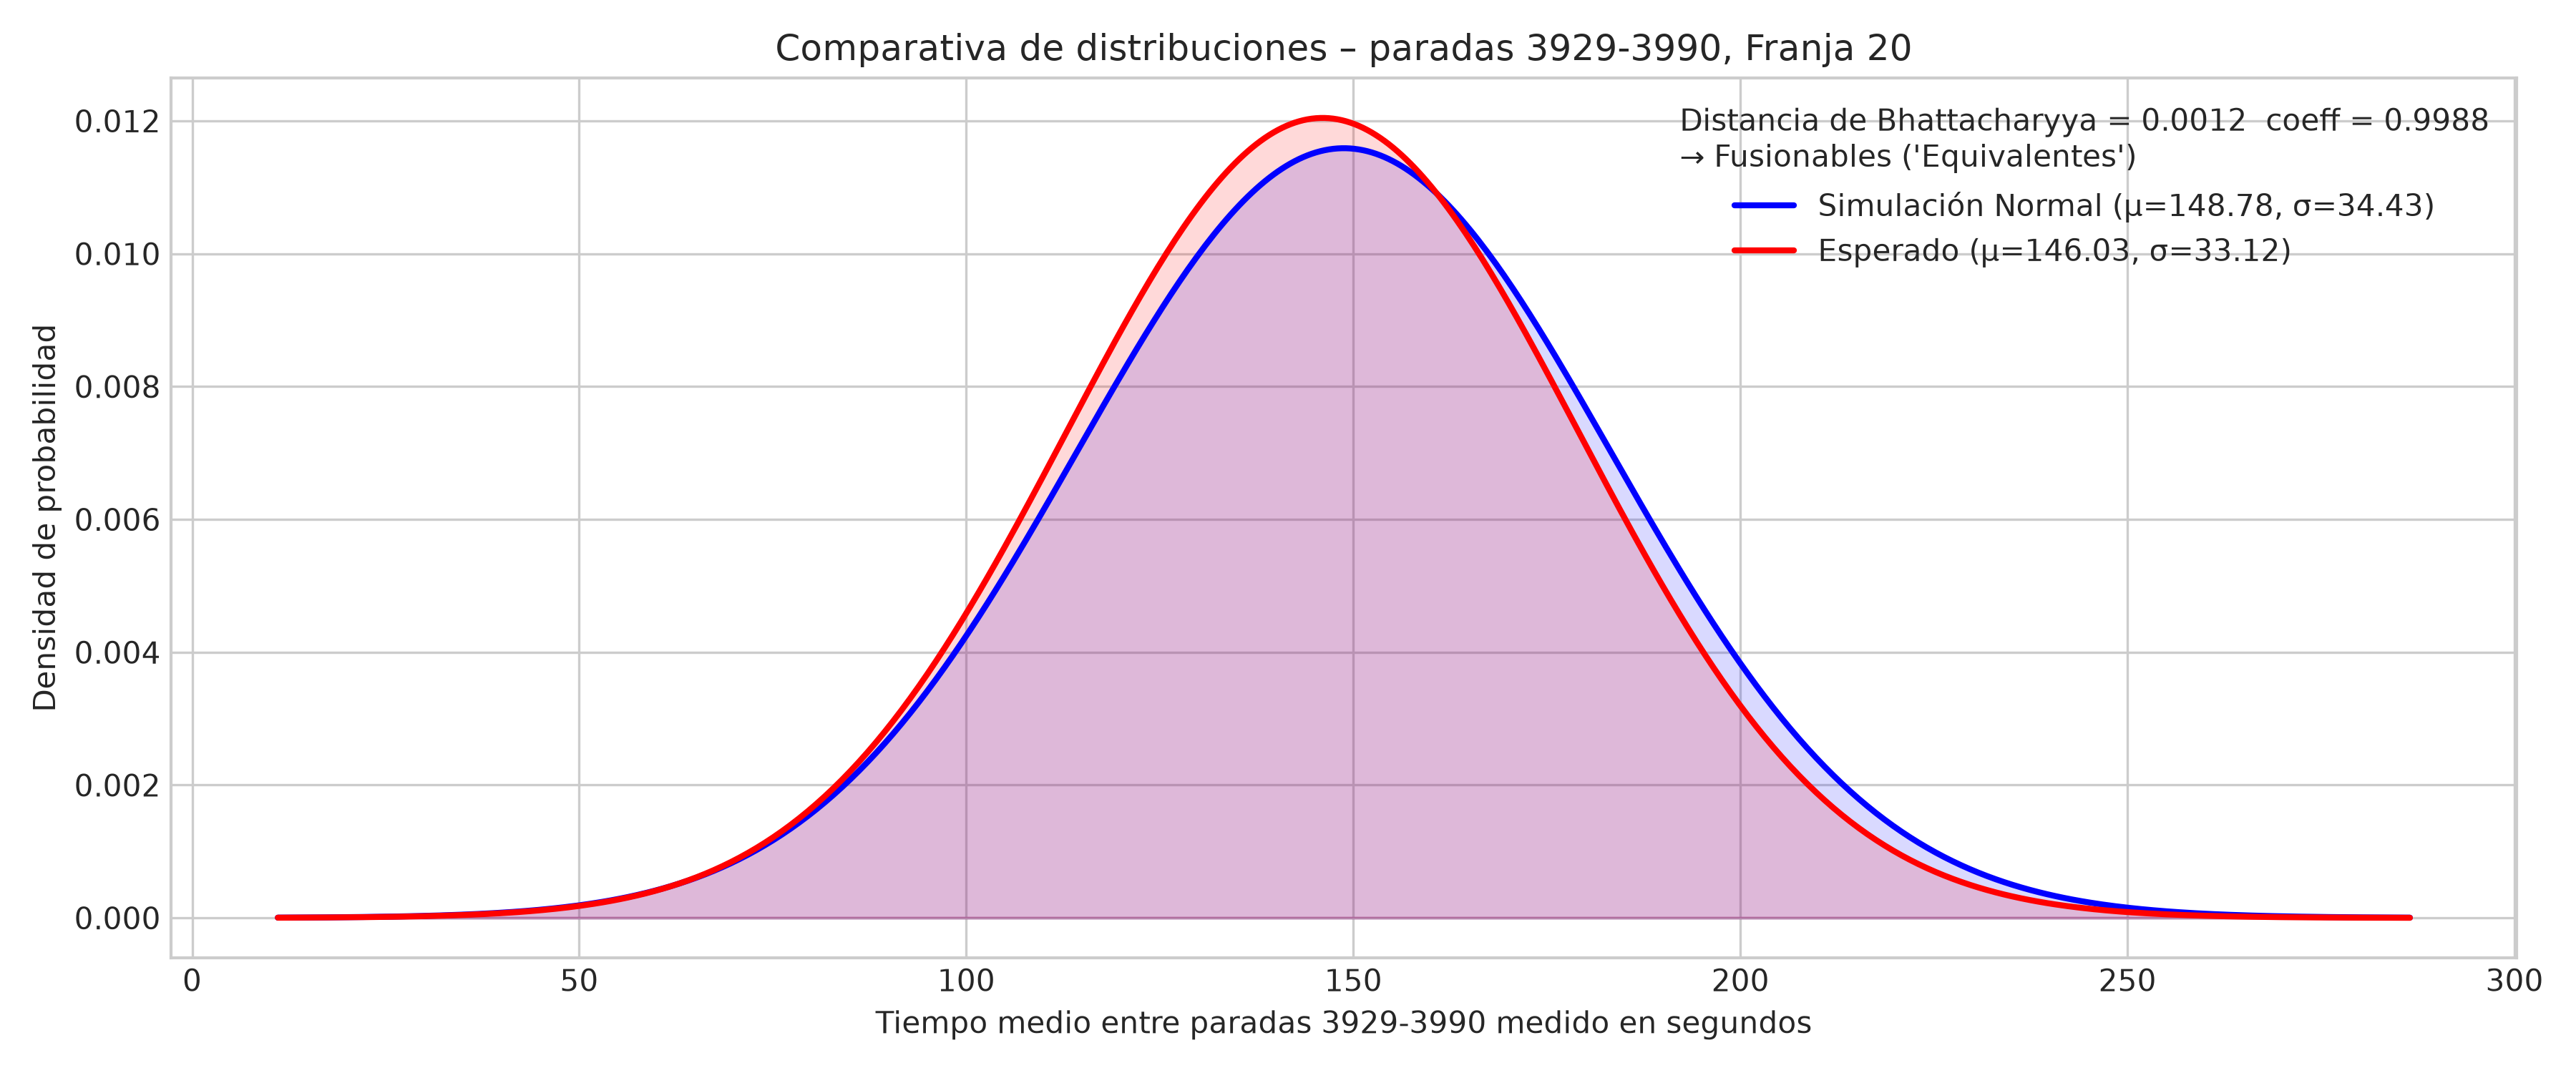 Comparativa de distribuciones – paradas 3929-3990, Franja 20
Distancia de Bhattacharyya = 0.0012  coeff = 0.9988
→ Fusionables ('Equivalentes')
Simulación Normal (μ=148.78, σ=34.43)
Esperado (μ=146.03, σ=33.12)
Densidad de probabilidad
0.012
0.010
0.008
0.006
0.004
0.002
0.000
0 50 100 150 200 250 300
Tiempo medio entre paradas 3929-3990 medido en segundos